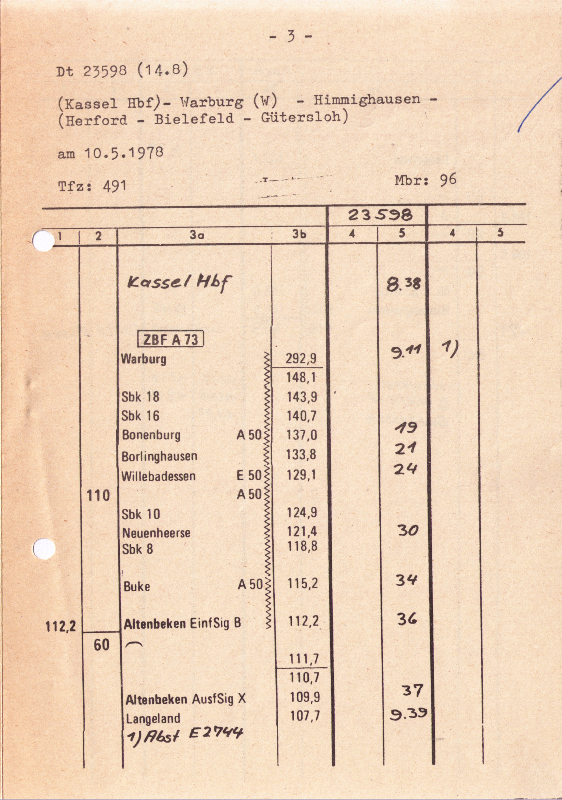 - 3 -
Dt 23598 (14.8)
(Kassel Hbf)- Warburg (W) - Himmighausen -
(Herford - Bielefeld - Gütersloh)
am 10.5.1978
Tfz: 491 Mbr: 96
23598
1 2 3a 3b 4 5 4 5
Kassel Hbf 8.38
ZBF A 73
Warburg 292,9 9.11 1)
148,1
Sbk 18 143,9
Sbk 16 140,7
Bonenburg A 50 137,0 19
Borlinghausen 133,8 21
Willebadessen E 50 129,1 24
110 A 50
Sbk 10 124,9
Neuenheerse 121,4 30
Sbk 8 118,8
Buke A 50 115,2 34
112,2 Altenbeken EinfSig B 112,2 36
60
111,7
110,7
Altenbeken AusfSig X 109,9 37
Langeland 107,7 9.39
1) Abst E 2744